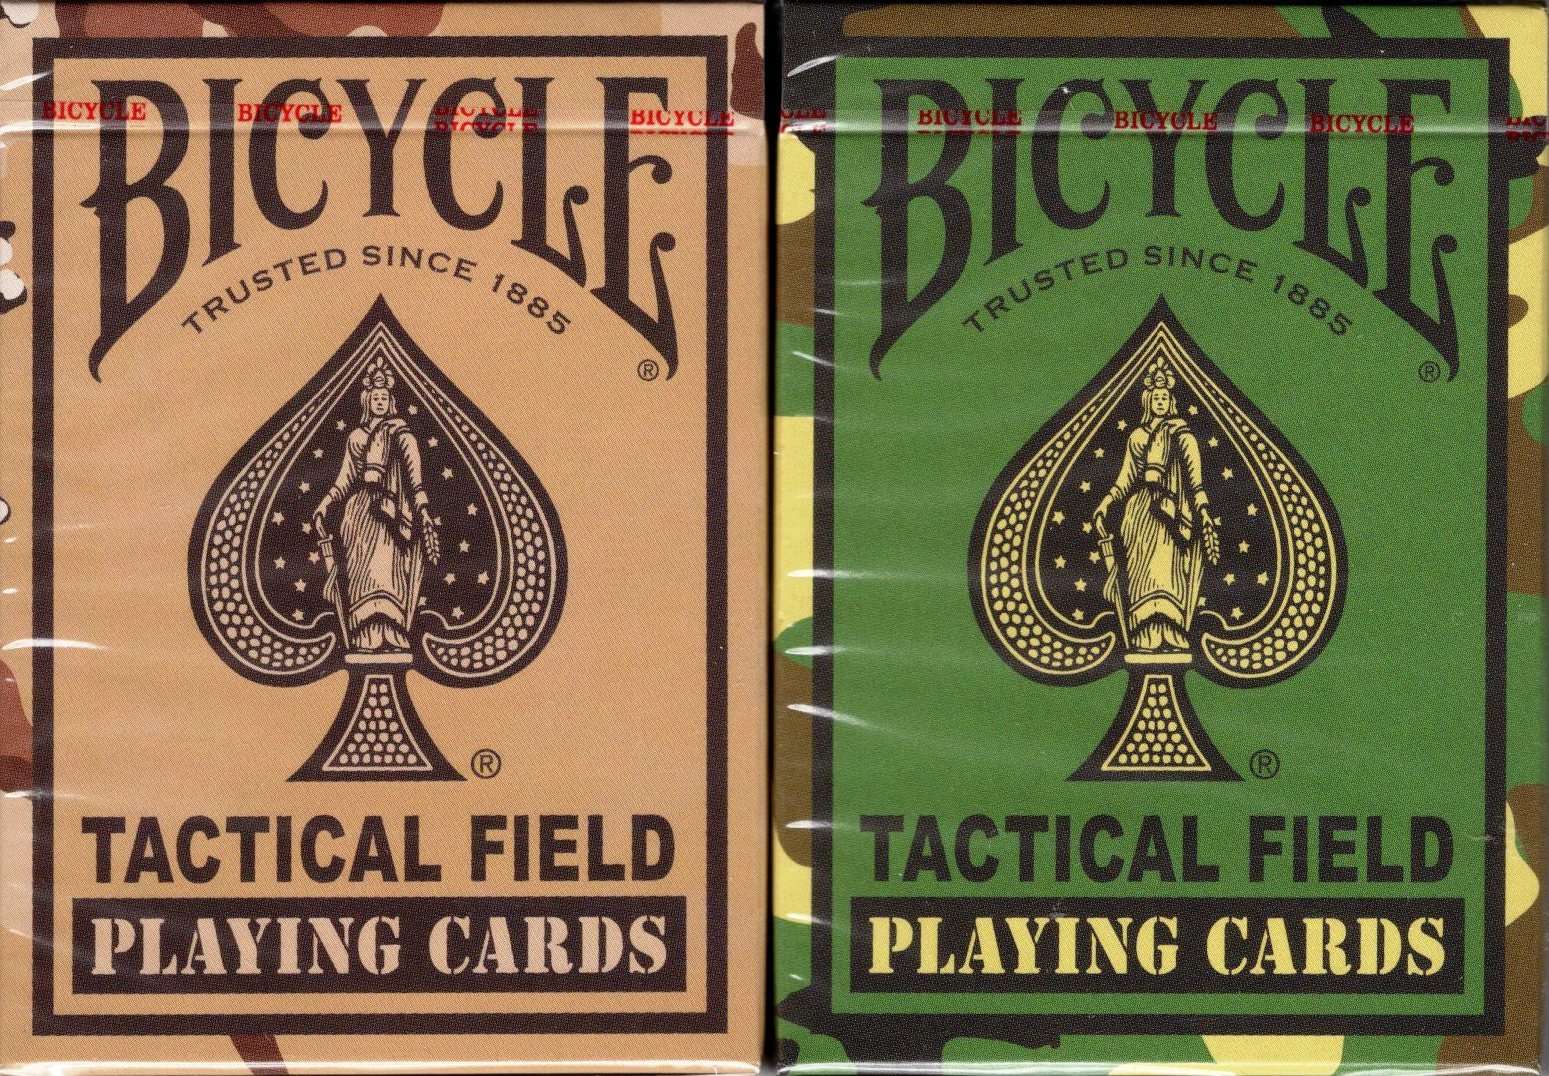 BICYCLE
BICYCLE BICYCLE BICYCLE BICYCLE
TRUSTED SINCE 1885
®
®
TACTICAL FIELD
PLAYING CARDS
BICYCLE
BICYCLE BICYCLE BICYCLE
TRUSTED SINCE 1885
®
®
TACTICAL FIELD
PLAYING CARDS